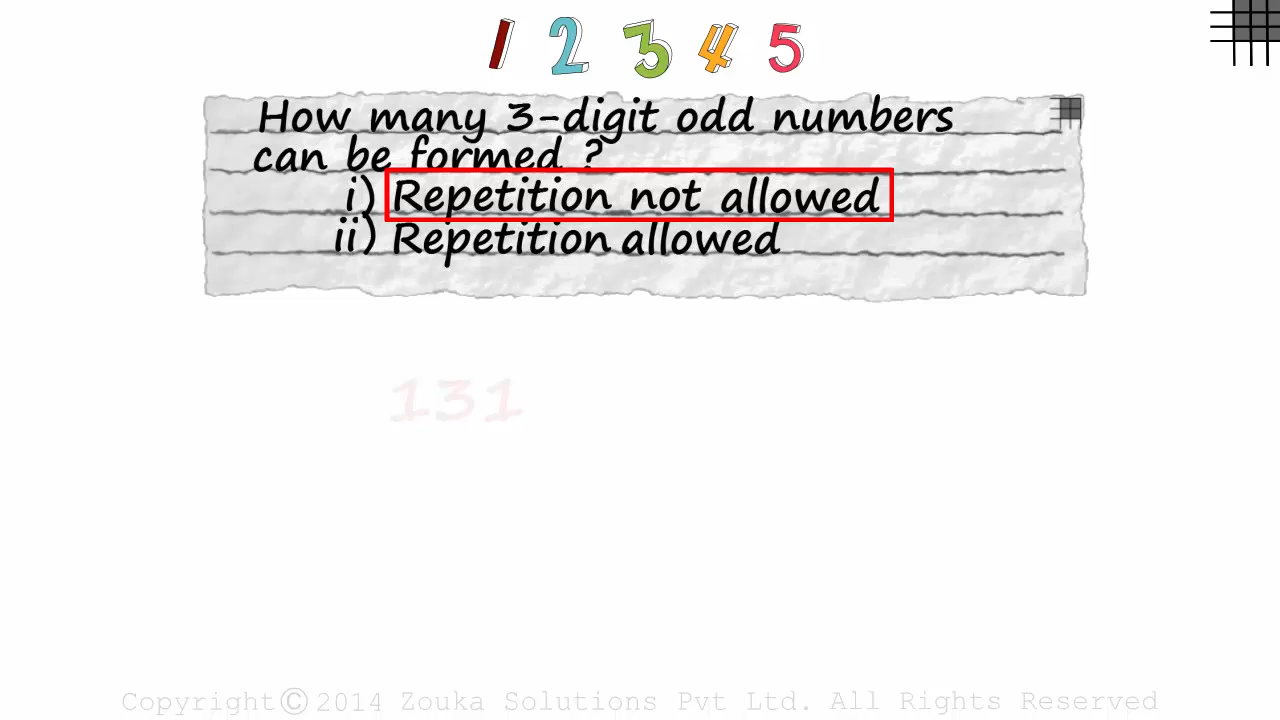 1 2 3 4 5
How many 3-digit odd numbers
can be formed ?
i) Repetition not allowed
ii) Repetition allowed
131
Copyright©2014 Zouka Solutions Pvt Ltd. All Rights Reserved